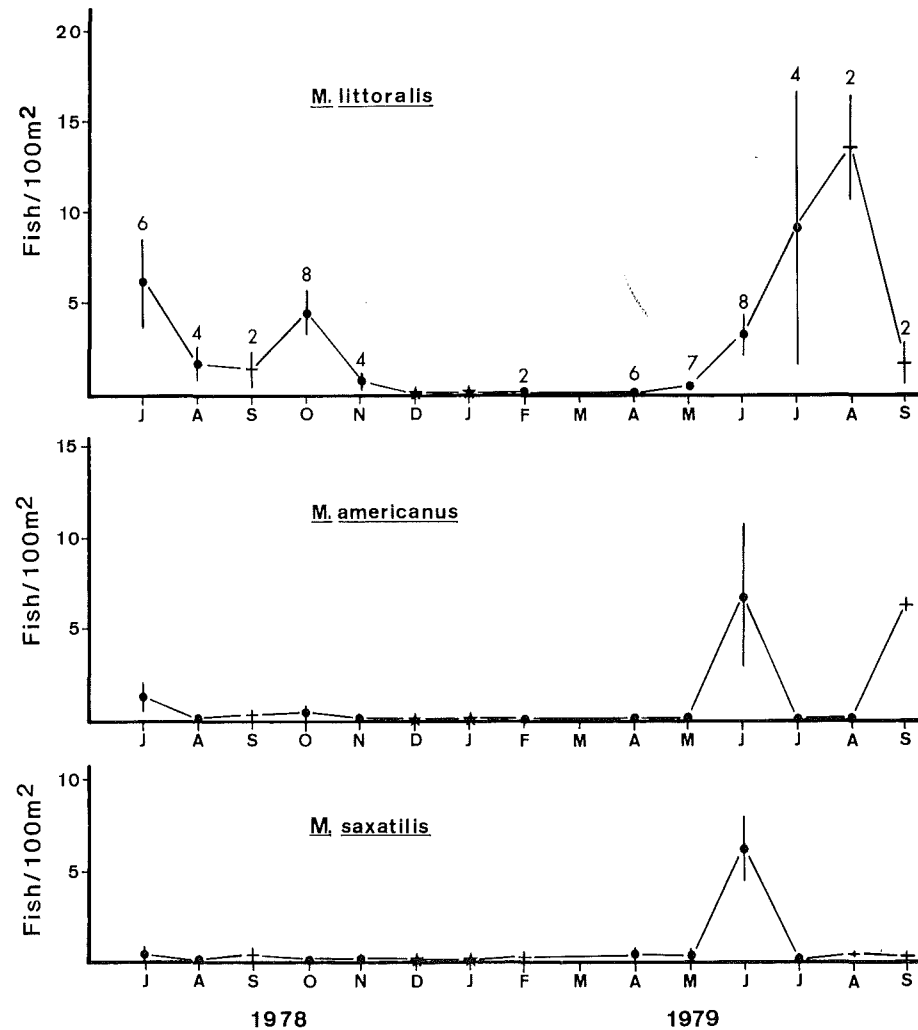 20
15
10
5
Fish/100m2
M. littoralis
6
4
2
8
4
2
6
7
8
4
2
2
J A S O N D J F M A M J J A S
15
10
5
Fish/100m2
M. americanus
J A S O N D J F M A M J J A S
10
5
Fish/100m2
M. saxatilis
J A S O N D J F M A M J J A S
1978 1979